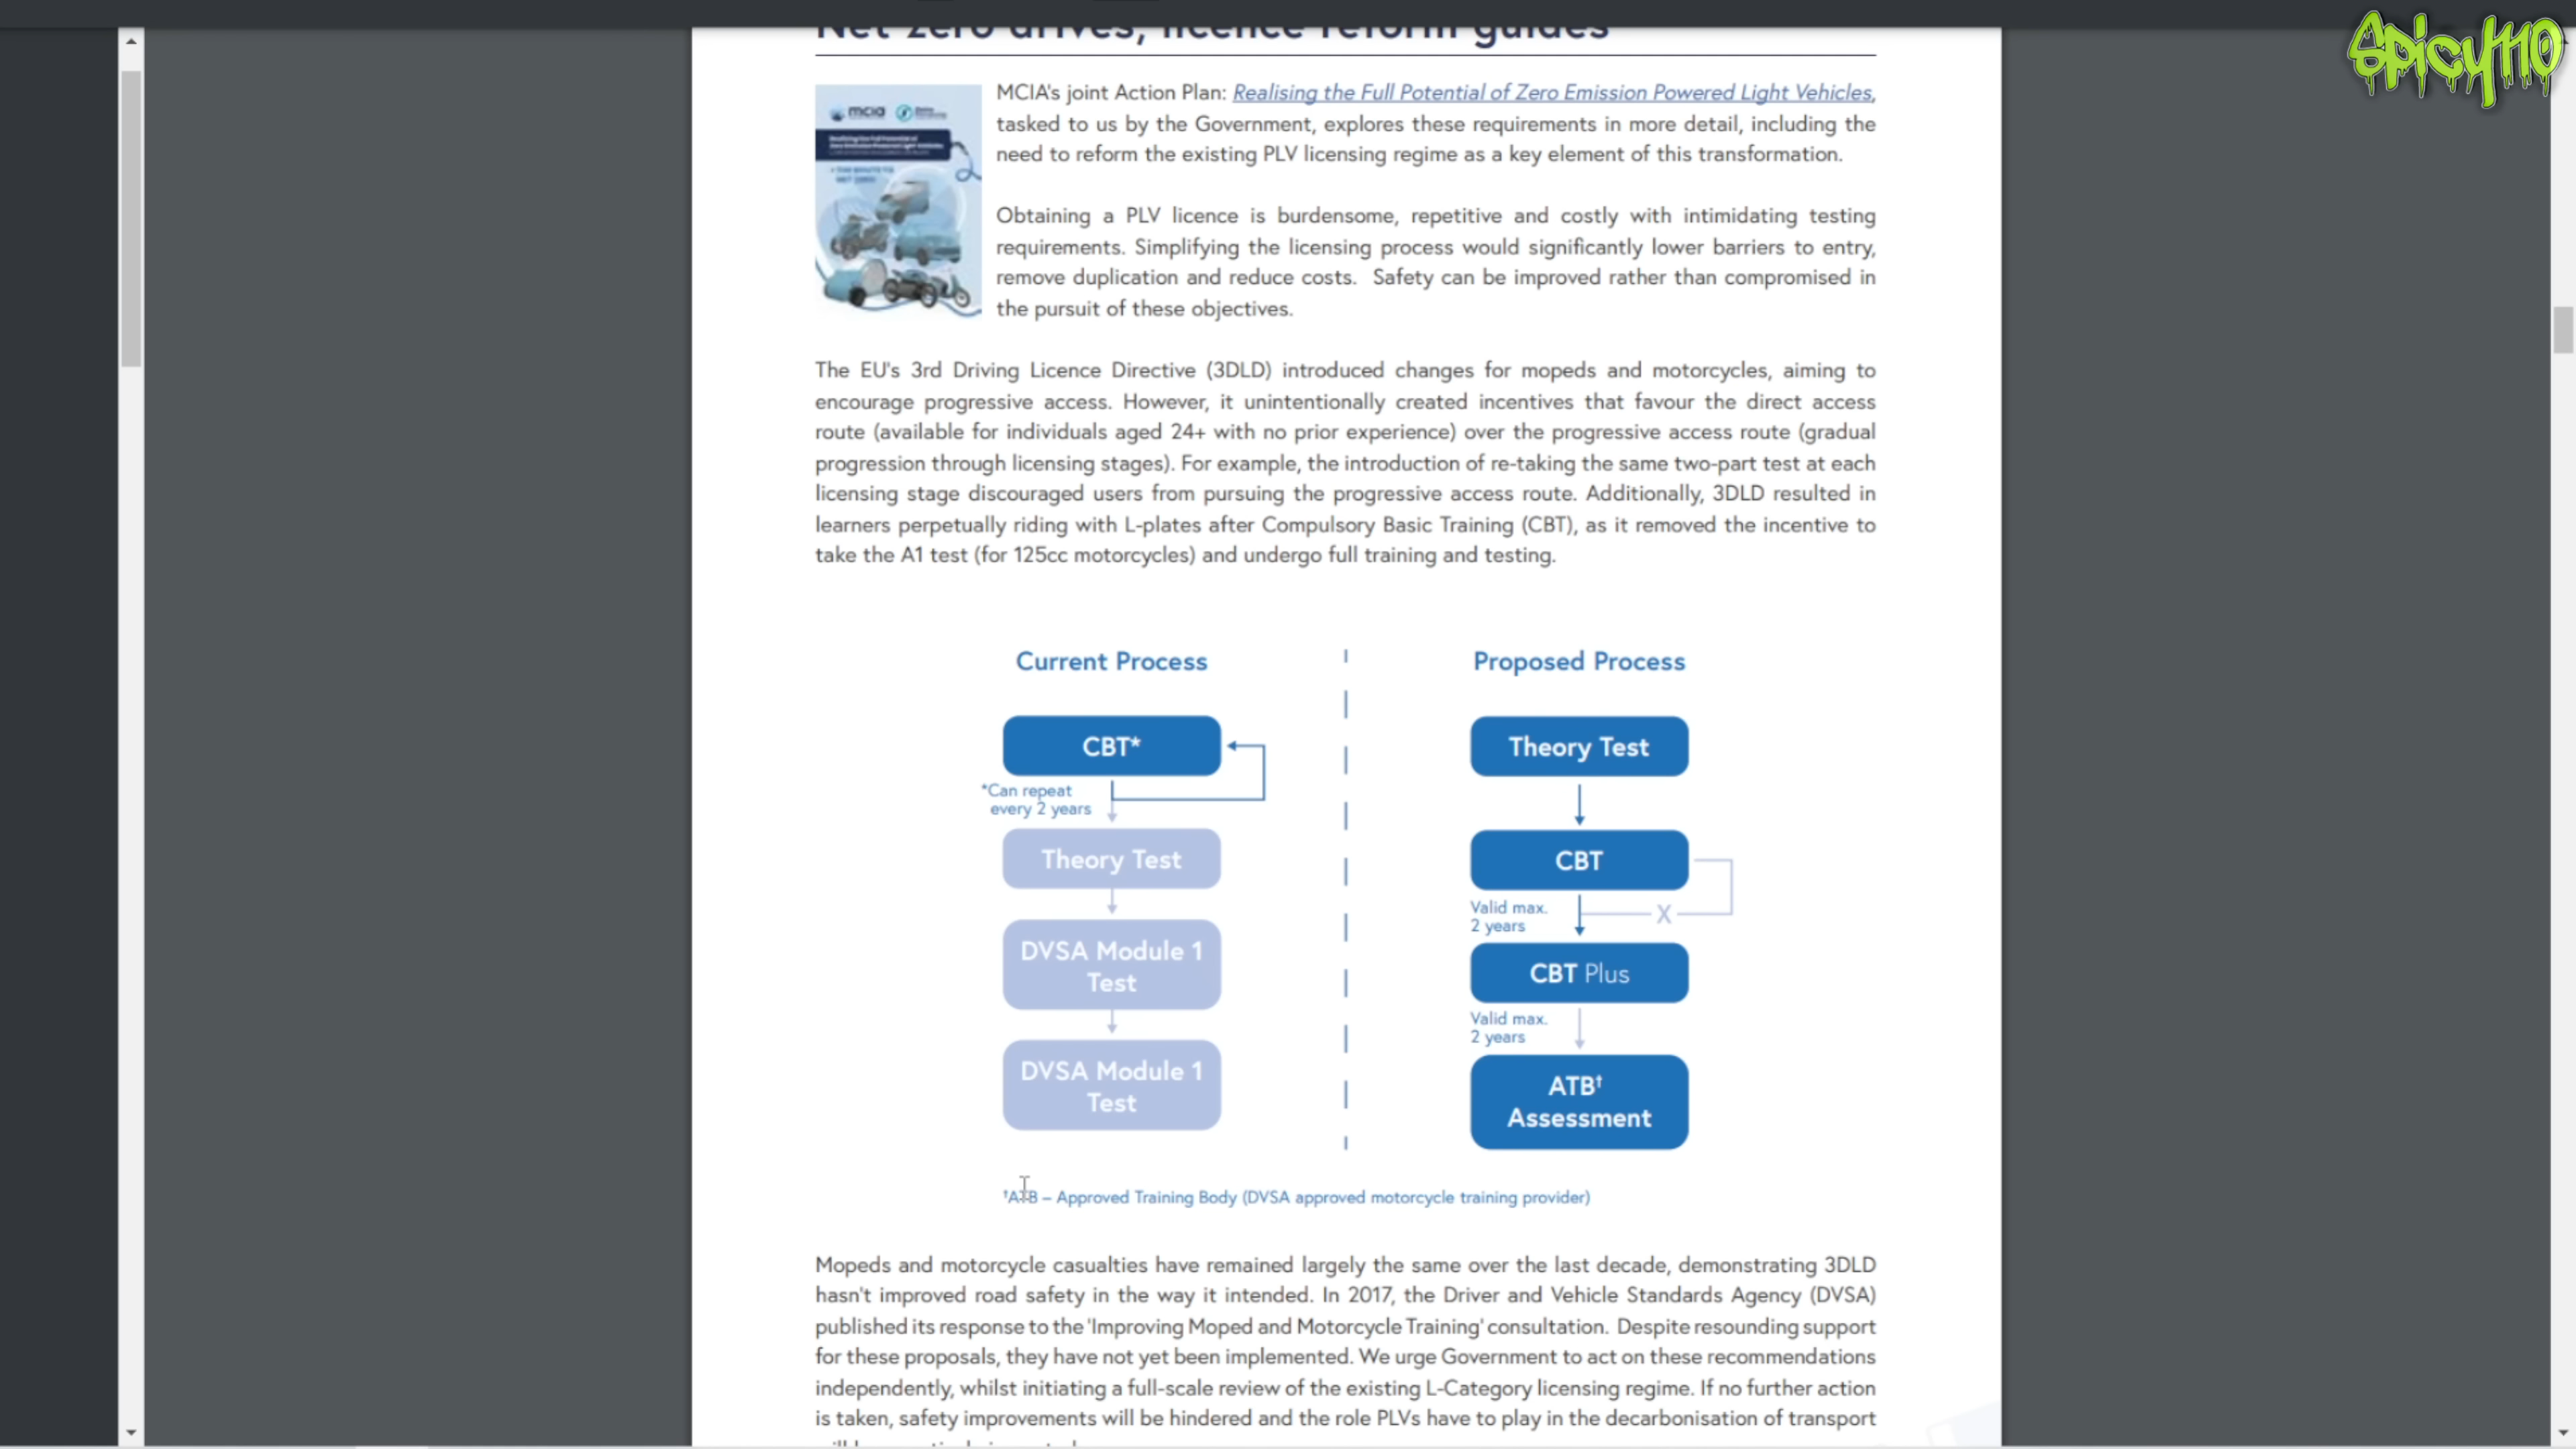 Net Zero drives, licence reform guides
SpicyMO
MCIA's joint Action Plan: Realising the Full Potential of Zero Emission Powered Light Vehicles,
tasked to us by the Government, explores these requirements in more detail, including the
need to reform the existing PLV licensing regime as a key element of this transformation.
mcia
Obtaining a PLV licence is burdensome, repetitive and costly with intimidating testing
requirements. Simplifying the licensing process would significantly lower barriers to entry,
remove duplication and reduce costs. Safety can be improved rather than compromised in
the pursuit of these objectives.
The EU's 3rd Driving Licence Directive (3DLD) introduced changes for mopeds and motorcycles, aiming to
encourage progressive access. However, it unintentionally created incentives that favour the direct access
route (available for individuals aged 24+ with no prior experience) over the progressive access route (gradual
progression through licensing stages). For example, the introduction of re-taking the same two-part test at each
licensing stage discouraged users from pursuing the progressive access route. Additionally, 3DLD resulted in
learners perpetually riding with L-plates after Compulsory Basic Training (CBT), as it removed the incentive to
take the A1 test (for 125cc motorcycles) and undergo full training and testing.
Current Process
CBT*
*Can repeat
every 2 years
Theory Test
DVSA Module 1
Test
DVSA Module 1
Test
Proposed Process
Theory Test
CBT
Valid max.
2 years
X
CBT Plus
Valid max.
2 years
ATB†
Assessment
†ATB – Approved Training Body (DVSA approved motorcycle training provider)
Mopeds and motorcycle casualties have remained largely the same over the last decade, demonstrating 3DLD
hasn't improved road safety in the way it intended. In 2017, the Driver and Vehicle Standards Agency (DVSA)
published its response to the 'Improving Moped and Motorcycle Training' consultation. Despite resounding support
for these proposals, they have not yet been implemented. We urge Government to act on these recommendations
independently, whilst initiating a full-scale review of the existing L-Category licensing regime. If no further action
is taken, safety improvements will be hindered and the role PLVs have to play in the decarbonisation of transport